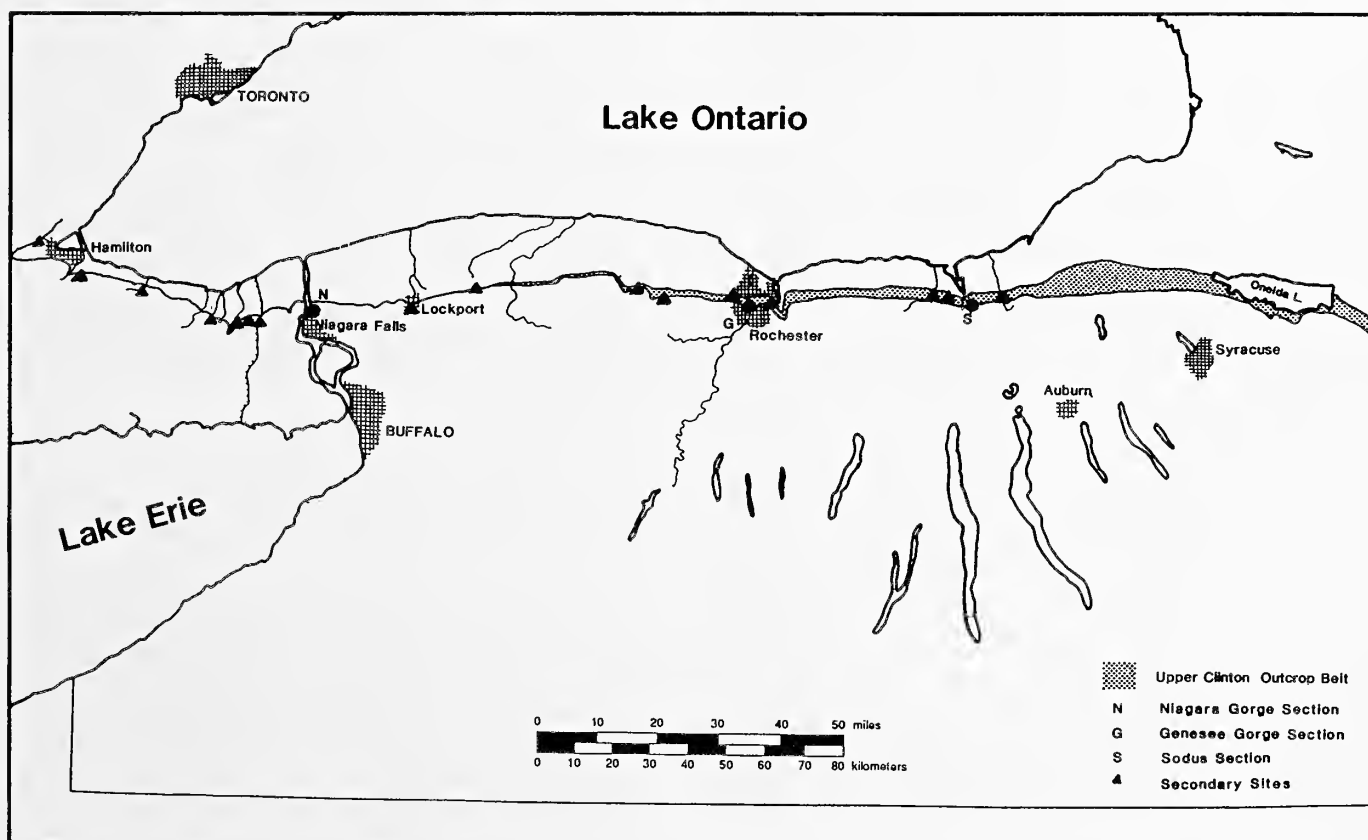 TORONTO
Lake Ontario
Hamilton
N
Lockport
Niagara Falls
G
Rochester
S
Oneida L.
Syracuse
Auburn
BUFFALO
Lake Erie
Upper Clinton Outcrop Belt
N Niagara Gorge Section
G Genesee Gorge Section
S Sodus Section
Secondary Sites
0 10 20 30 40 50 miles
0 10 20 30 40 50 60 70 80 kilometers